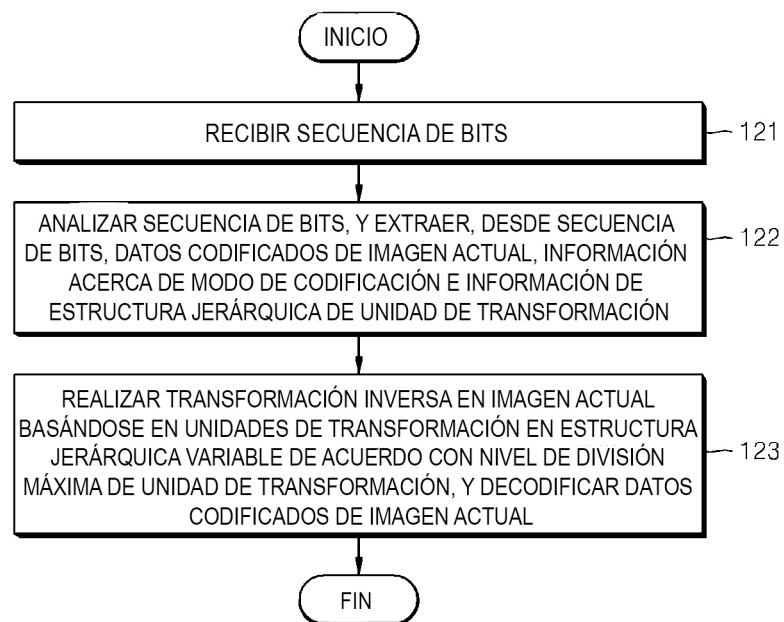 INICIO
RECIBIR SECUENCIA DE BITS
121
ANALIZAR SECUENCIA DE BITS, Y EXTRAER, DESDE SECUENCIA
DE BITS, DATOS CODIFICADOS DE IMAGEN ACTUAL, INFORMACIÓN
ACERCA DE MODO DE CODIFICACIÓN E INFORMACIÓN DE
ESTRUCTURA JERÁRQUICA DE UNIDAD DE TRANSFORMACIÓN
122
REALIZAR TRANSFORMACIÓN INVERSA EN IMAGEN ACTUAL
BASÁNDOSE EN UNIDADES DE TRANSFORMACIÓN EN ESTRUCTURA
JERÁRQUICA VARIABLE DE ACUERDO CON NIVEL DE DIVISIÓN
MÁXIMA DE UNIDAD DE TRANSFORMACIÓN, Y DECODIFICAR DATOS
CODIFICADOS DE IMAGEN ACTUAL
123
FIN